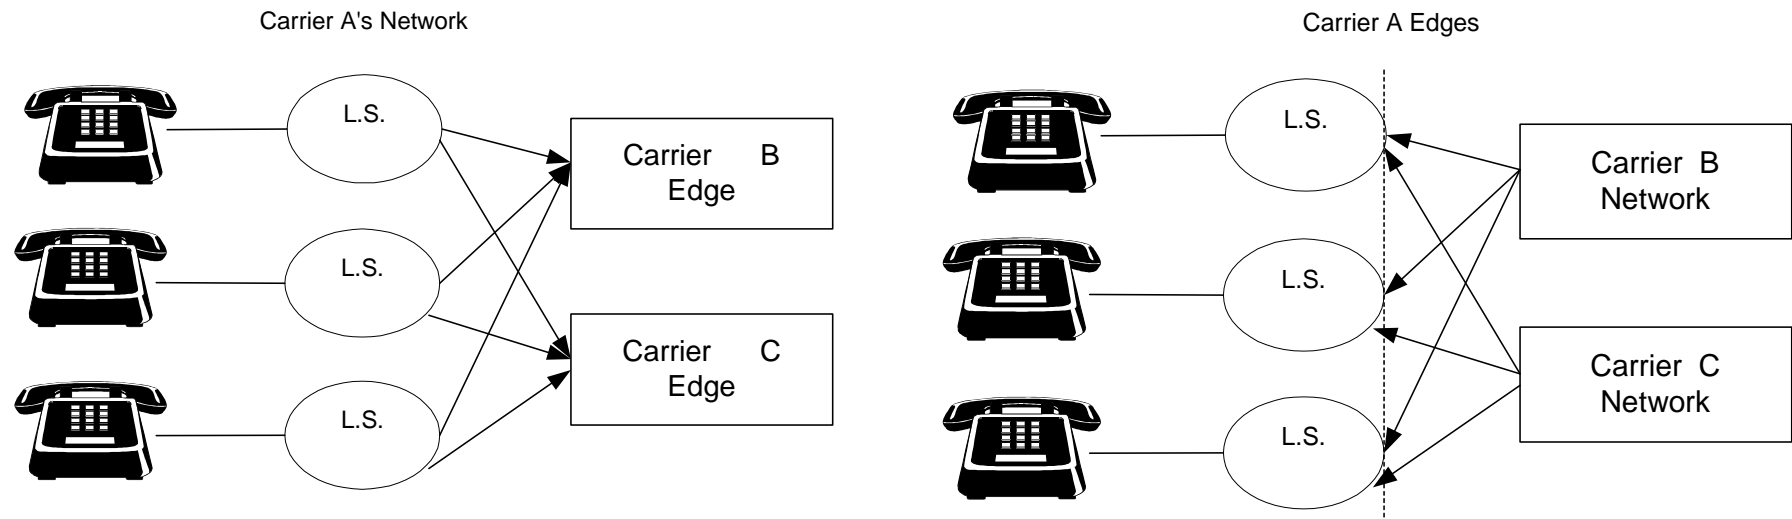 Carrier A's Network
L.S.
L.S.
L.S.
Carrier B
Edge
Carrier C
Edge
Carrier A Edges
L.S.
L.S.
L.S.
Carrier B
Network
Carrier C
Network